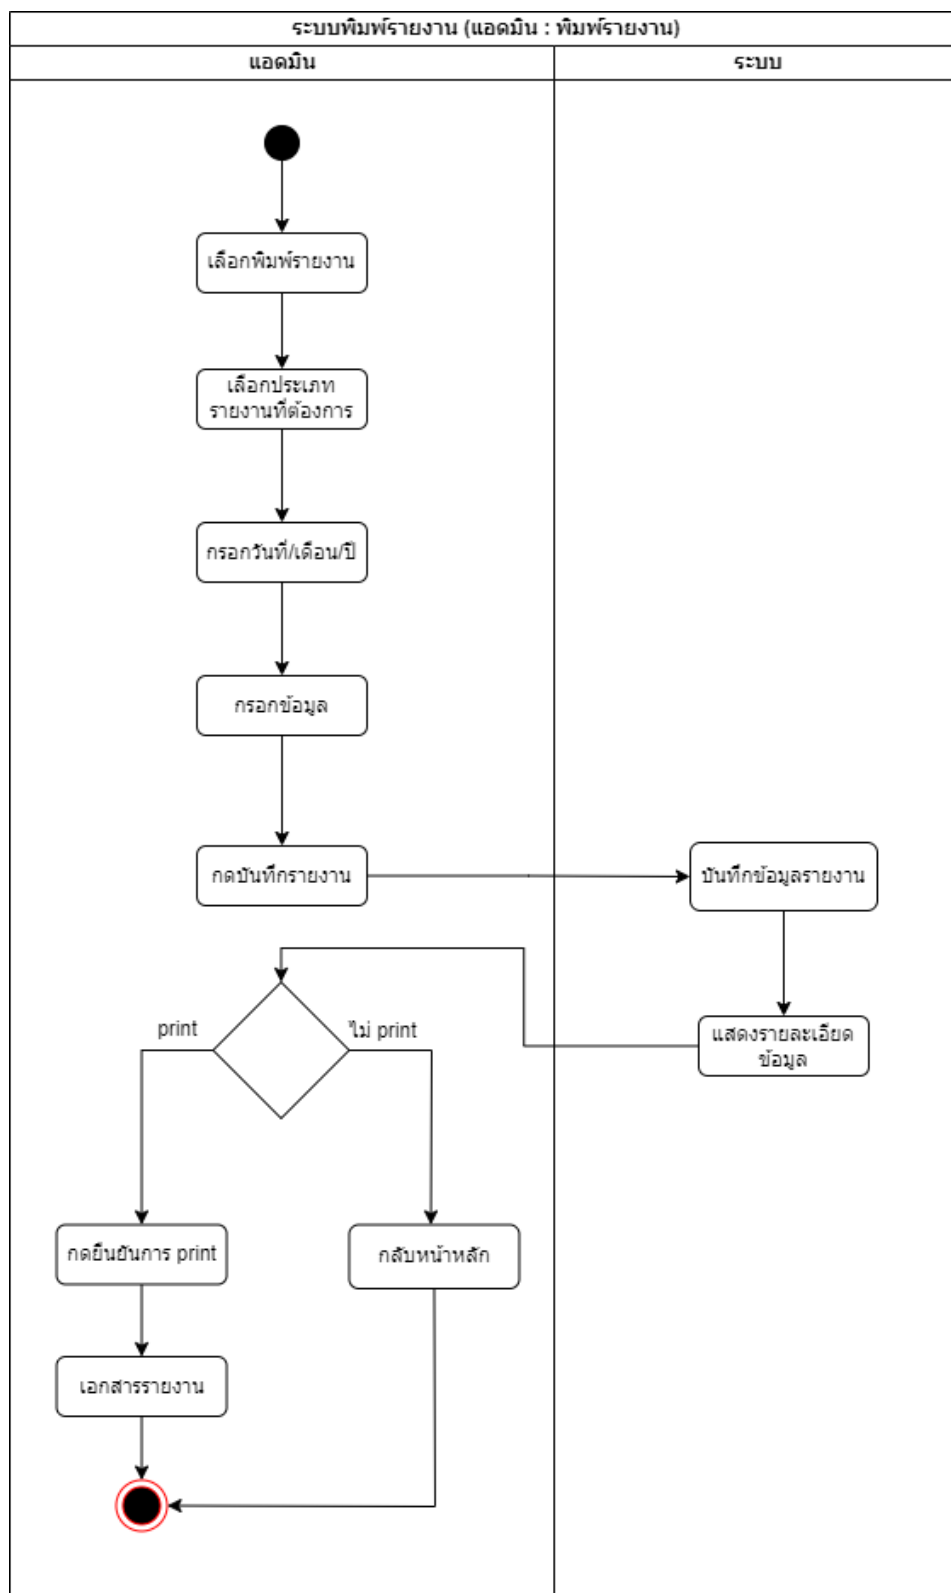 ระบบพิมพ์รายงาน (แอดมิน : พิมพ์รายงาน)
แอดมิน
ระบบ
เลือกพิมพ์รายงาน
เลือกประเภท
รายงานที่ต้องการ
กรอกวันที่/เดือน/ปี
กรอกข้อมูล
กดบันทึกรายงาน
บันทึกข้อมูลรายงาน
แสดงรายละเอียด
ข้อมูล
print
ไม่ print
กดยืนยันการ print
กลับหน้าหลัก
เอกสารรายงาน